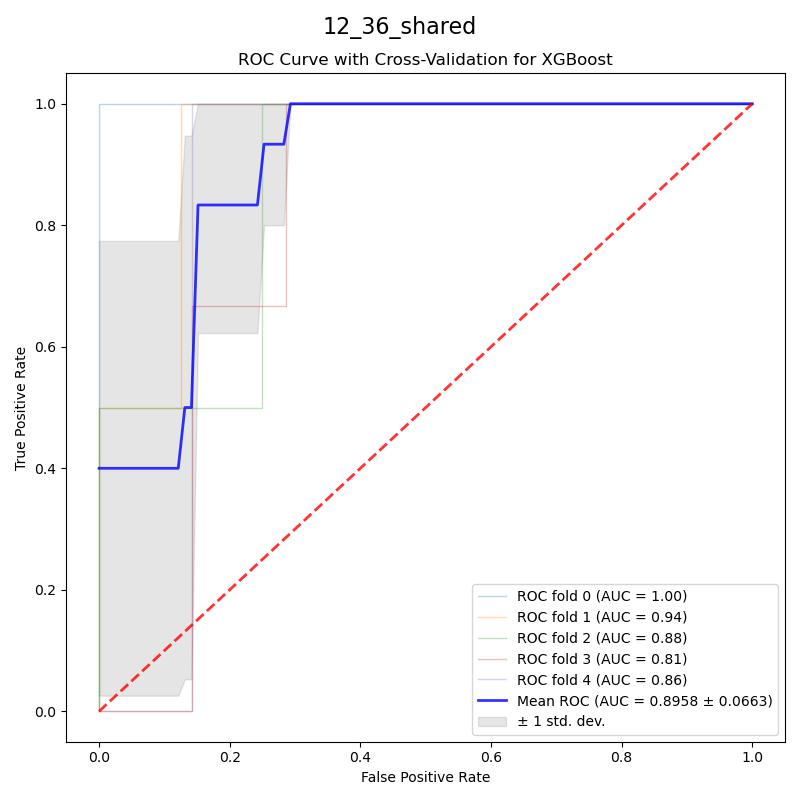 12_36_shared
ROC Curve with Cross-Validation for XGBoost
1.0
0.8
0.6
0.4
0.2
0.0
True Positive Rate
ROC fold 0 (AUC = 1.00)
ROC fold 1 (AUC = 0.94)
ROC fold 2 (AUC = 0.88)
ROC fold 3 (AUC = 0.81)
ROC fold 4 (AUC = 0.86)
Mean ROC (AUC = 0.8958 ± 0.0663)
± 1 std. dev.
0.0 0.2 0.4 0.6 0.8 1.0
False Positive Rate